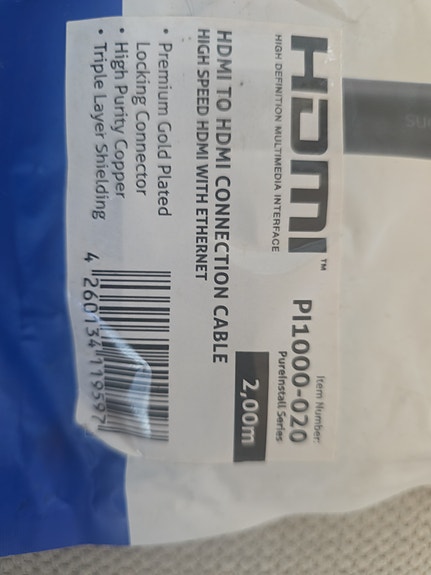 HDMI™
HIGH DEFINITION MULTIMEDIA INTERFACE
Item Number:
PI1000-020
PureInstall Series
HDMI TO HDMI CONNECTION CABLE
HIGH SPEED HDMI WITH ETHERNET
2,00m
• Premium Gold Plated
Locking Connector
• High Purity Copper
• Triple Layer Shielding
4 260134 119597